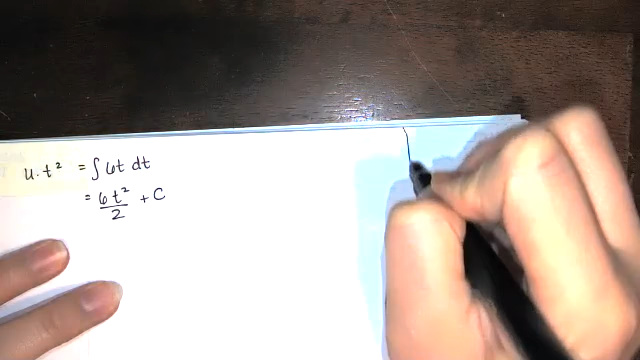 u · t² = ∫ 6t dt
= 6t²/2 + C